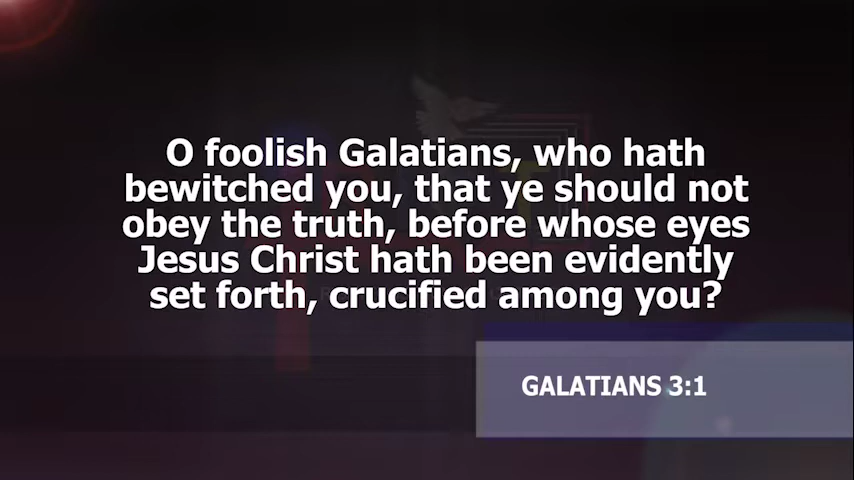 O foolish Galatians, who hath
bewitched you, that ye should not
obey the truth, before whose eyes
Jesus Christ hath been evidently
set forth, crucified among you?
GALATIANS 3:1